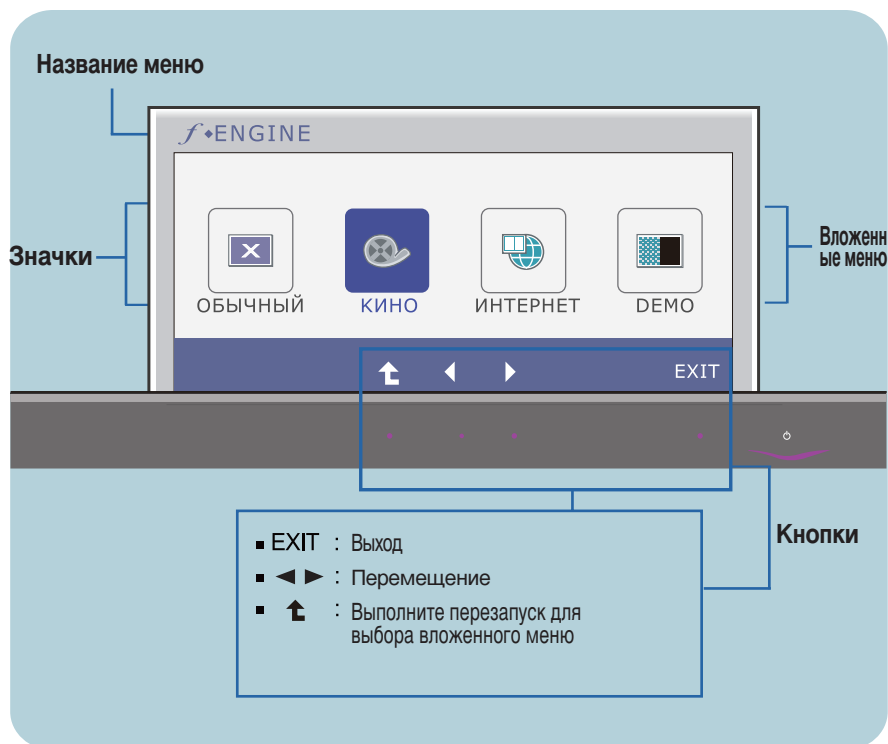 Название меню
f◆ENGINE
Значки
ОБЫЧНЫЙ КИНО ИНТЕРНЕТ DEMO
Вложенн
ые меню
EXIT
Кнопки
▪ EXIT : Выход
▪ ◄ ► : Перемещение
▪ : Выполните перезапуск для
выбора вложенного меню